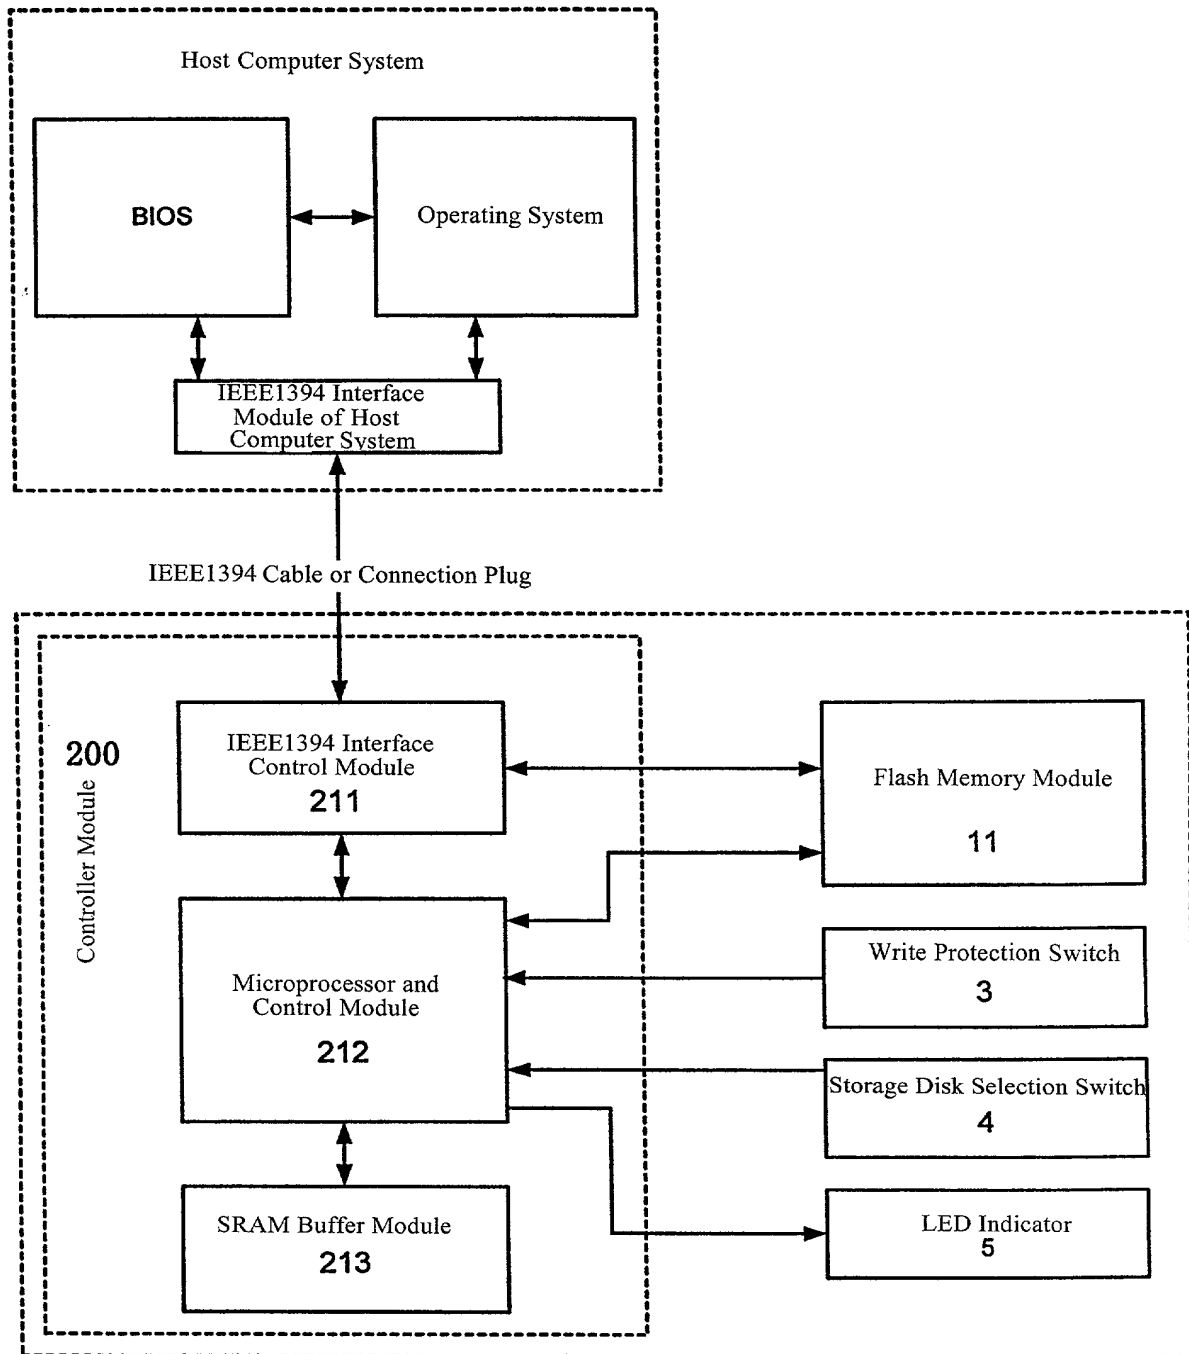 Host Computer System
BIOS
Operating System
IEEE1394 Interface
Module of Host
Computer System
IEEE1394 Cable or Connection Plug
200
Controller Module
IEEE1394 Interface
Control Module
211
Flash Memory Module
11
Microprocessor and
Control Module
212
Write Protection Switch
3
Storage Disk Selection Switch
4
SRAM Buffer Module
213
LED Indicator
5